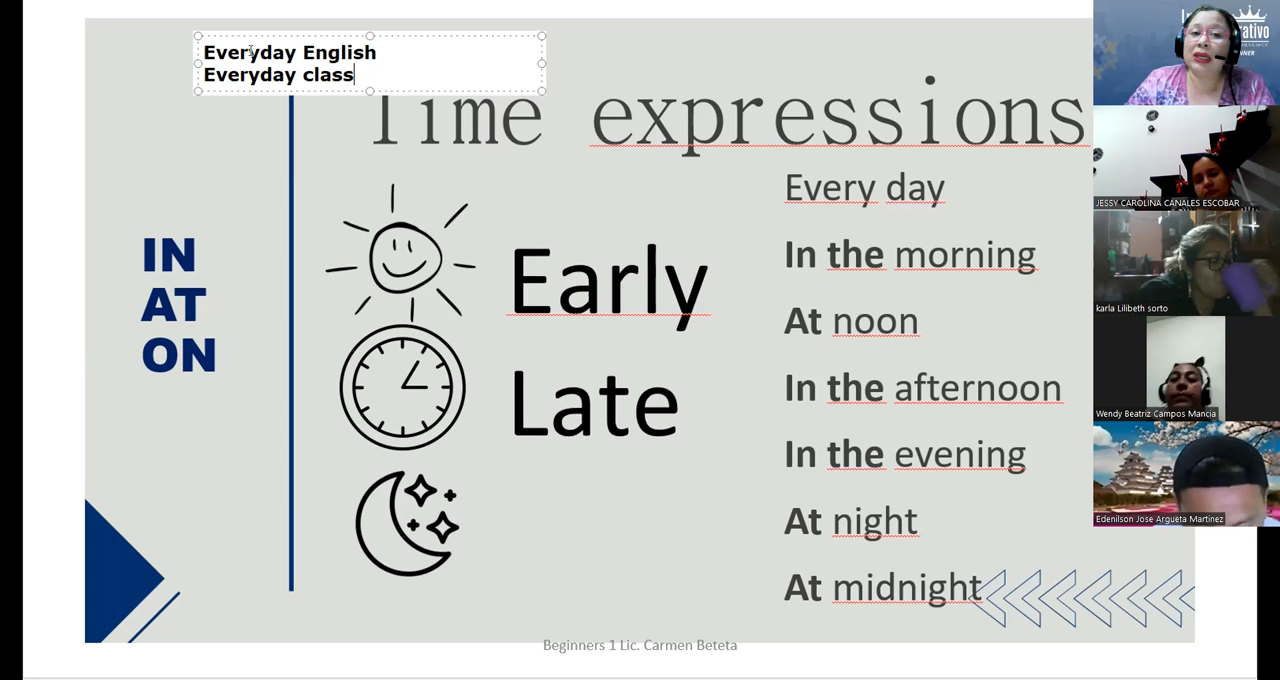 Everyday English
Everyday class
Time expressions
IN
AT
ON
Early
Late
Every day
In the morning
At noon
In the afternoon
In the evening
At night
At midnight
Beginners 1 Lic. Carmen Beteta
JESSY CAROLINA CANALES ESCOBAR
karla Lilibeth sorto
Wendy Beatriz Campos Mancia
Edenilson Jose Argueta Martinez